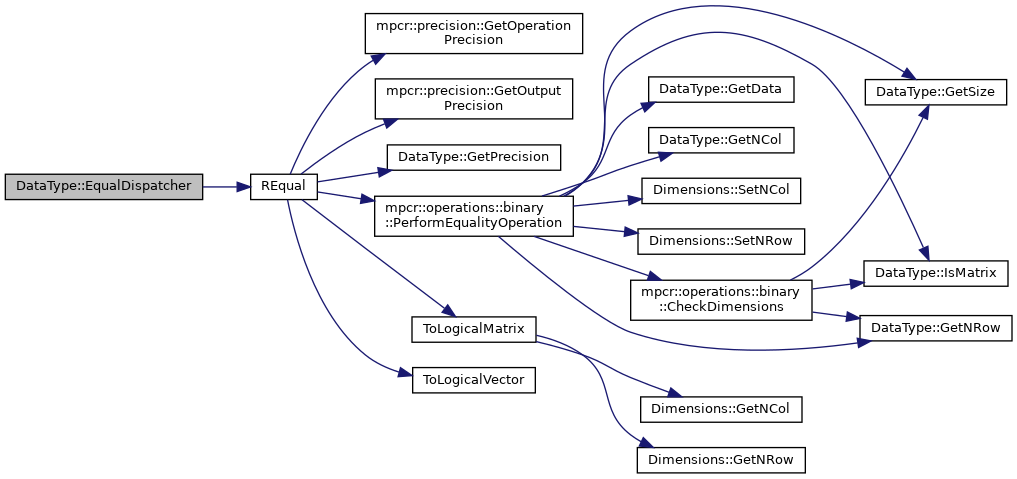 DataType::EqualDispatcher
REqual
mpcr::precision::GetOperation
Precision
mpcr::precision::GetOutput
Precision
DataType::GetPrecision
mpcr::operations::binary
::PerformEqualityOperation
ToLogicalMatrix
ToLogicalVector
DataType::GetData
DataType::GetNCol
Dimensions::SetNCol
Dimensions::SetNRow
mpcr::operations::binary
::CheckDimensions
Dimensions::GetNCol
Dimensions::GetNRow
DataType::GetSize
DataType::IsMatrix
DataType::GetNRow